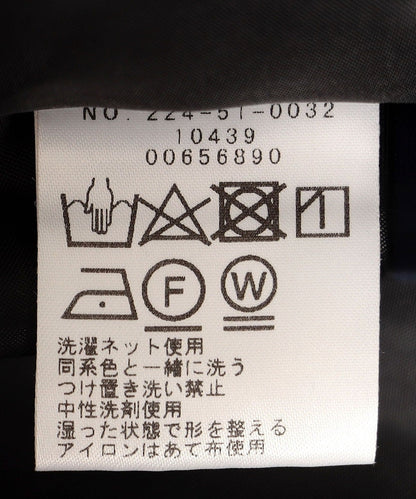 NO. 224-51-0032
10439
00656890
F W
洗濯ネット使用
同系色と一緒に洗う
つけ置き洗い禁止
中性洗剤使用
湿った状態で形を整える
アイロンはあて布使用